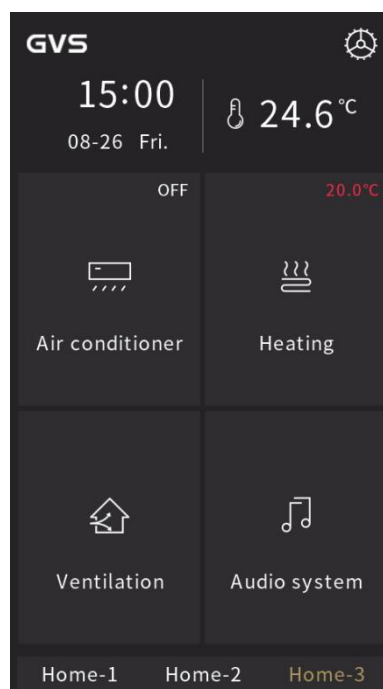 GVS
15:00
08-26 Fri.
24.6℃
OFF
20.0℃
Air conditioner
Heating
Ventilation
Audio system
Home-1 Home-2 Home-3